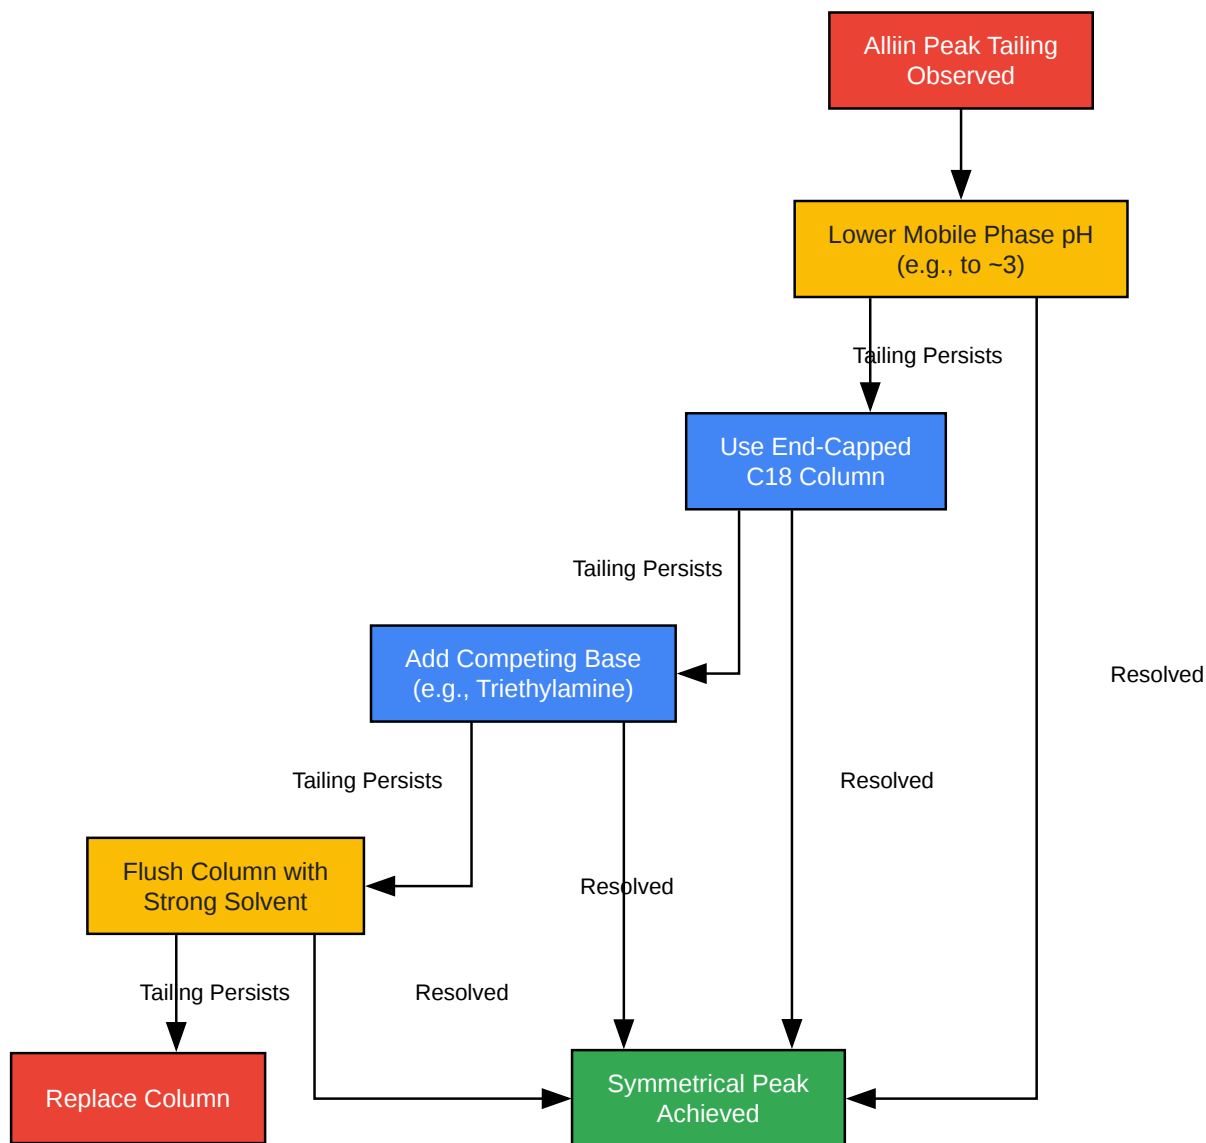 Alliin Peak Tailing
Observed
Lower Mobile Phase pH
(e.g., to ~3)
Tailing Persists
Use End-Capped
C18 Column
Tailing Persists
Add Competing Base
(e.g., Triethylamine)
Resolved
Tailing Persists
Resolved
Flush Column with
Strong Solvent
Resolved
Tailing Persists
Resolved
Replace Column
Symmetrical Peak
Achieved